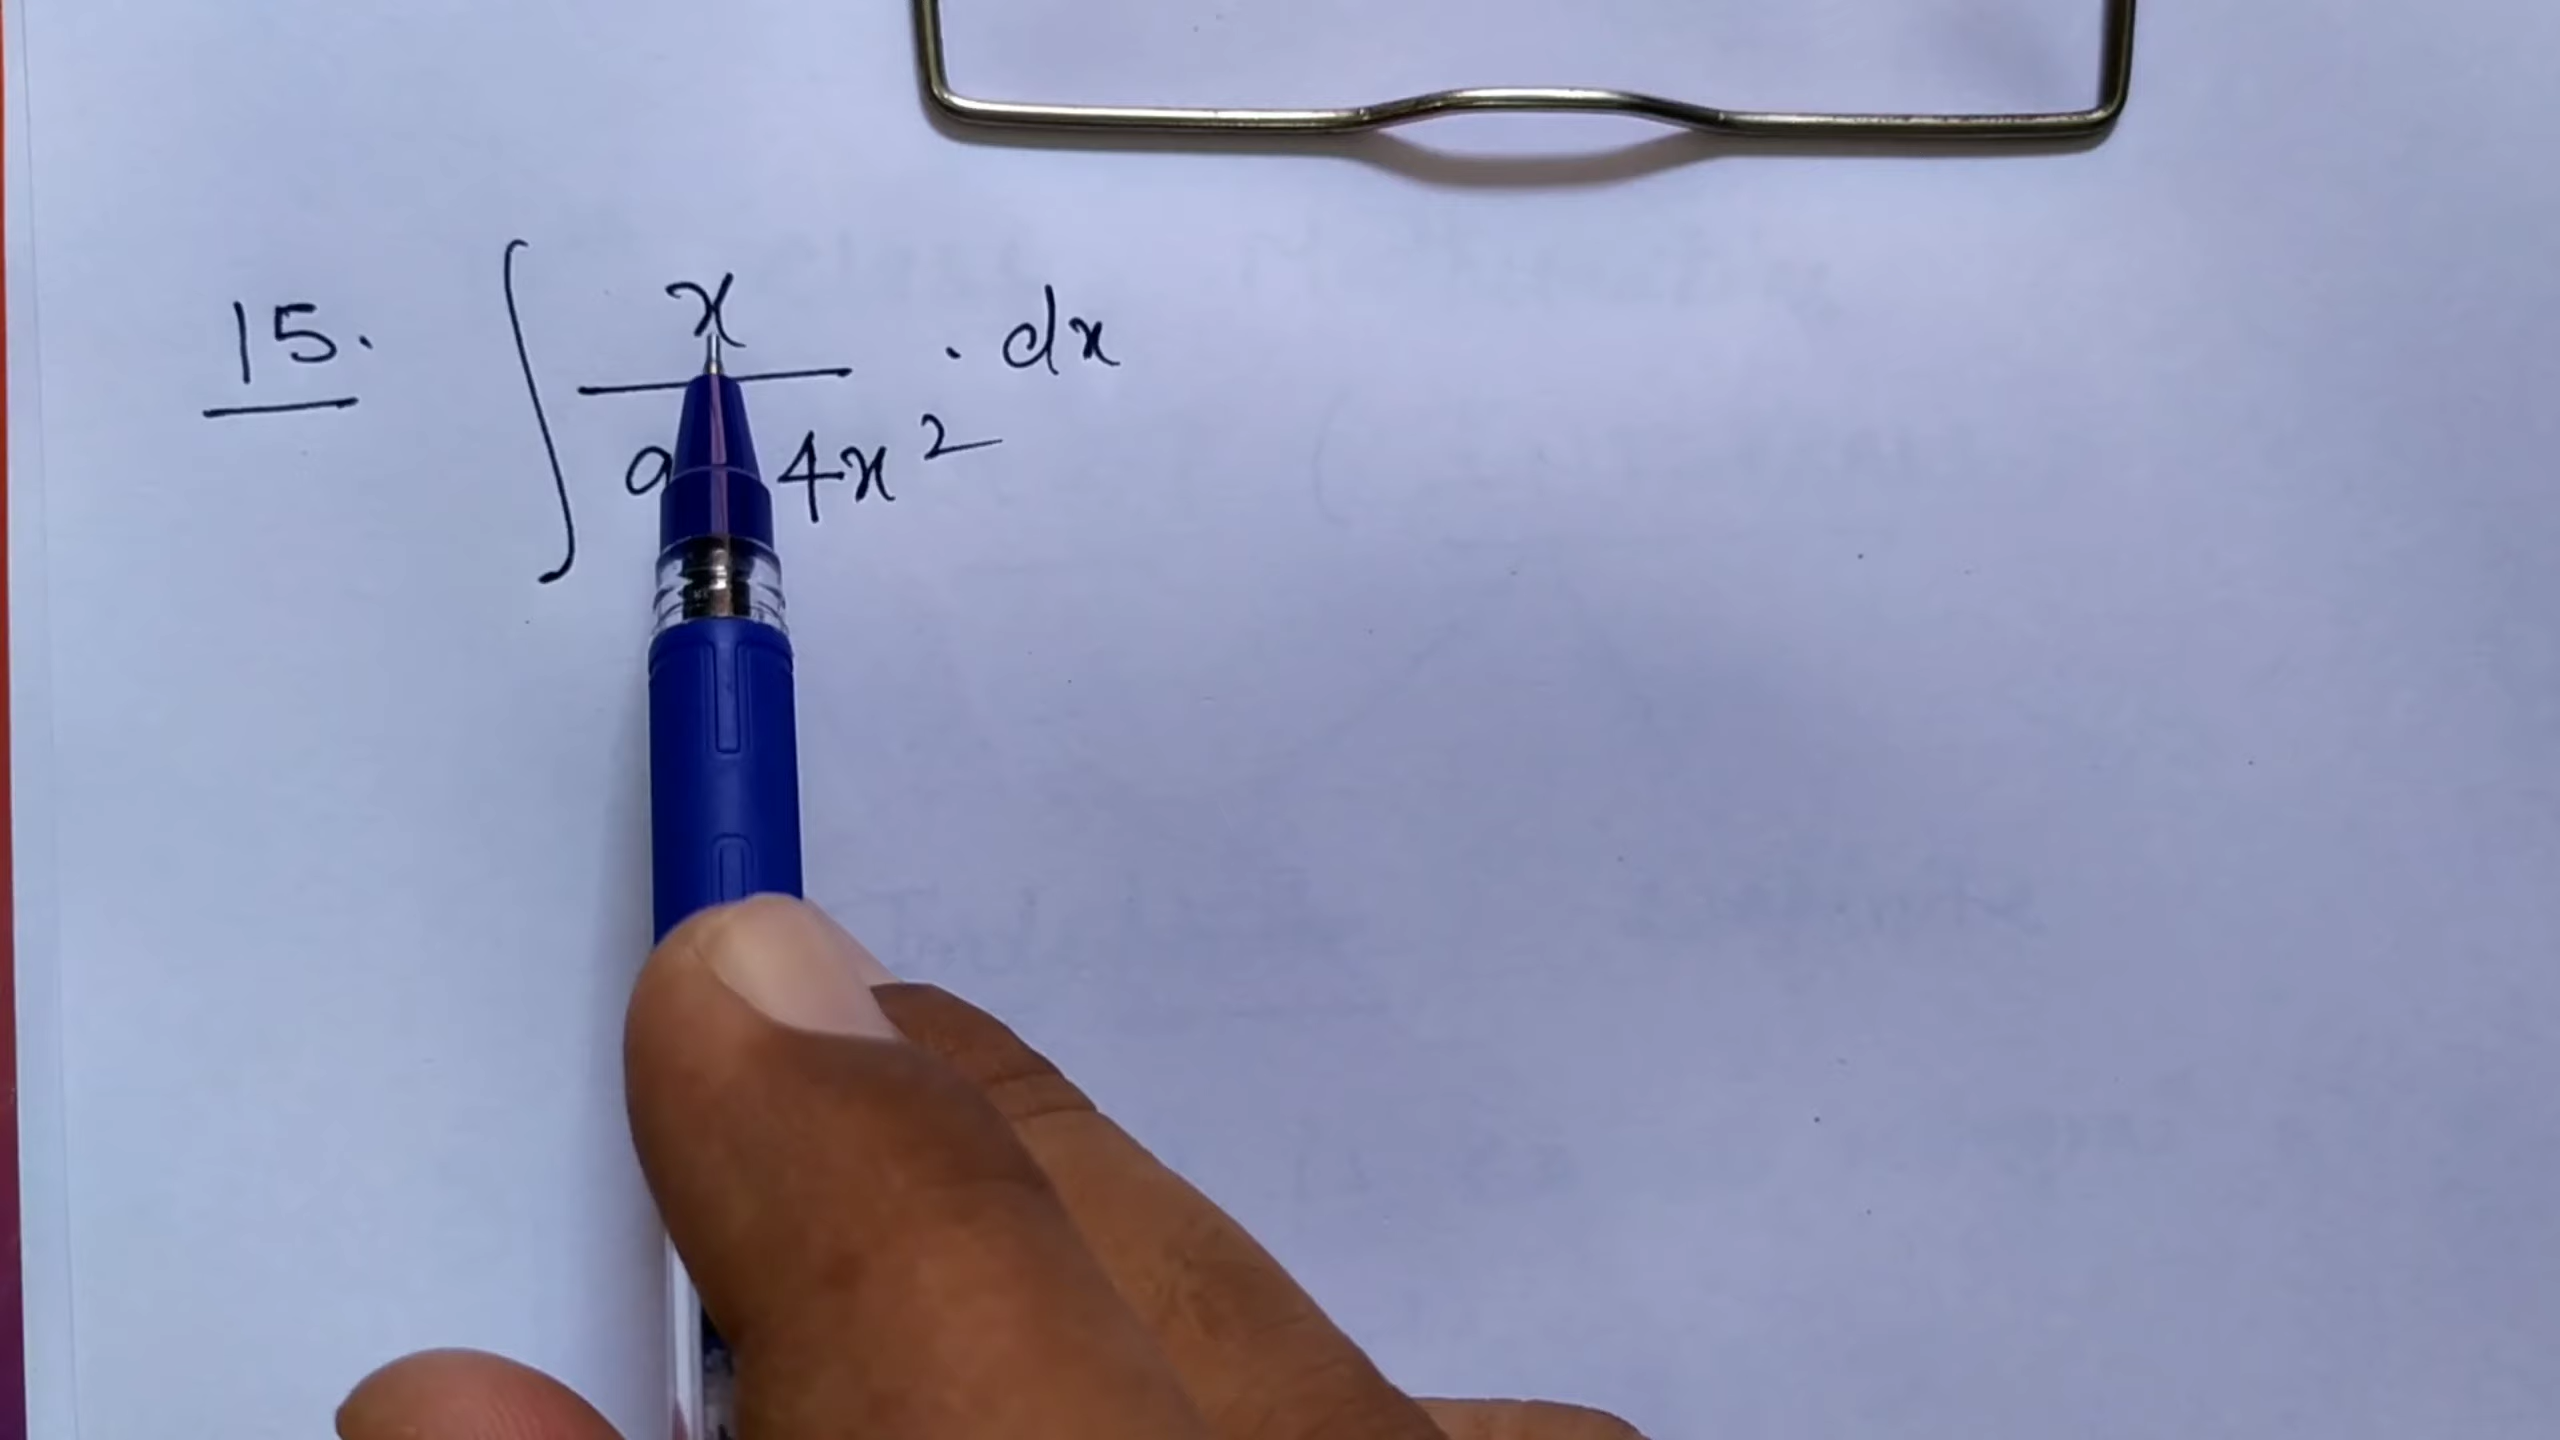 15. ∫ x / 9 4x² . dx